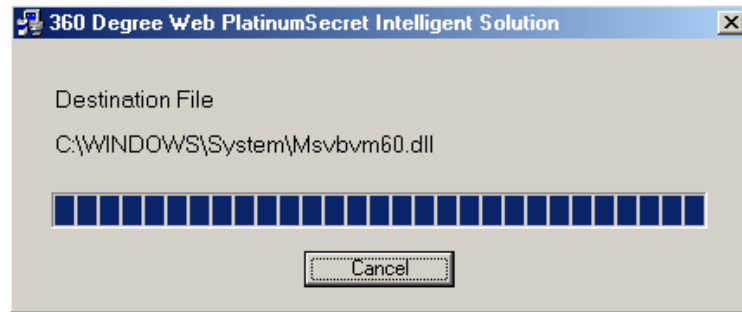 360 Degree Web PlatinumSecret Intelligent Solution
Destination File
C:\WINDOWS\System\Msvbvm60.dll
Cancel